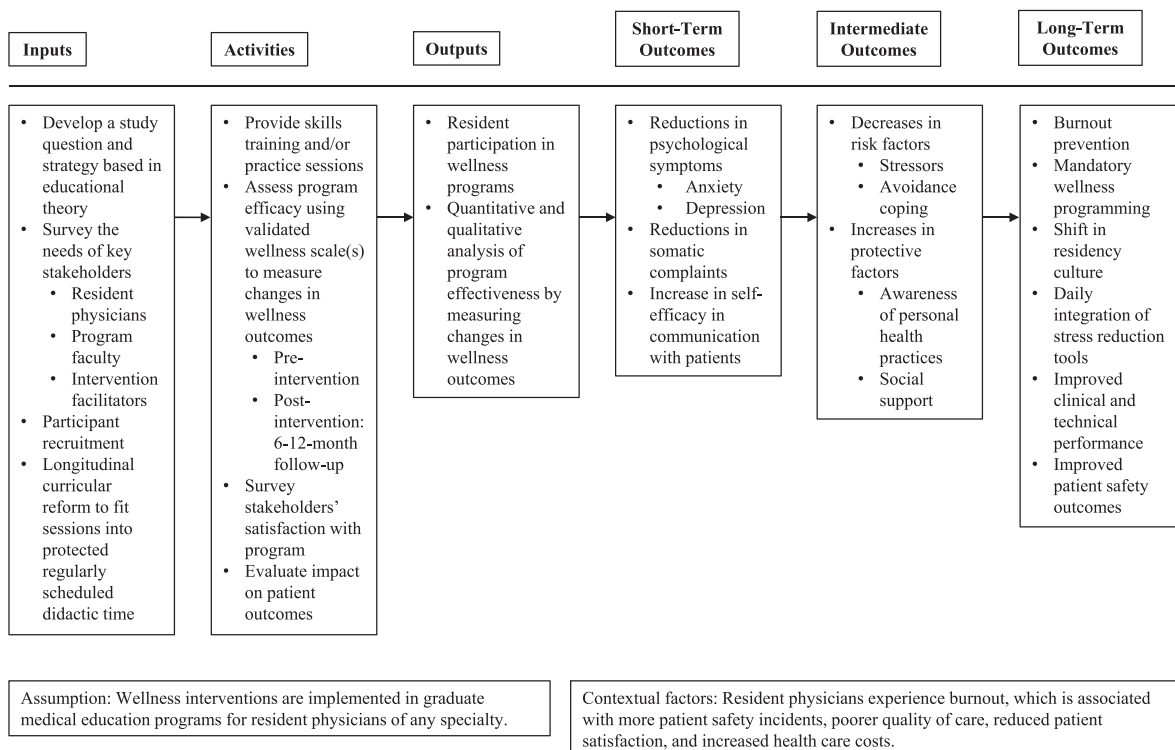 Inputs
Activities
Outputs
Short-Term
Outcomes
Intermediate
Outcomes
Long-Term
Outcomes
• Develop a study
question and
strategy based in
educational
theory
• Survey the
needs of key
stakeholders
• Resident
physicians
• Program
faculty
• Intervention
facilitators
• Participant
recruitment
• Longitudinal
curricular
reform to fit
sessions into
protected
regularly
scheduled
didactic time
• Provide skills
training and/or
practice sessions
• Assess program
efficacy using
validated
wellness scale(s)
to measure
changes in
wellness
outcomes
• Pre-
intervention
• Post-
intervention:
6-12-month
follow-up
• Survey
stakeholders’
satisfaction with
program
• Evaluate impact
on patient
outcomes
• Resident
participation in
wellness
programs
• Quantitative and
qualitative
analysis of
program
effectiveness by
measuring
changes in
wellness
outcomes
• Reductions in
psychological
symptoms
• Anxiety
• Depression
• Reductions in
somatic
complaints
• Increase in self-
efficacy in
communication
with patients
• Decreases in
risk factors
• Stressors
• Avoidance
coping
• Increases in
protective
factors
• Awareness
of personal
health
practices
• Social
support
• Burnout
prevention
• Mandatory
wellness
programming
• Shift in
residency
culture
• Daily
integration of
stress reduction
tools
• Improved
clinical and
technical
performance
• Improved
patient safety
outcomes
Assumption: Wellness interventions are implemented in graduate
medical education programs for resident physicians of any specialty.
Contextual factors: Resident physicians experience burnout, which is associated
with more patient safety incidents, poorer quality of care, reduced patient
satisfaction, and increased health care costs.